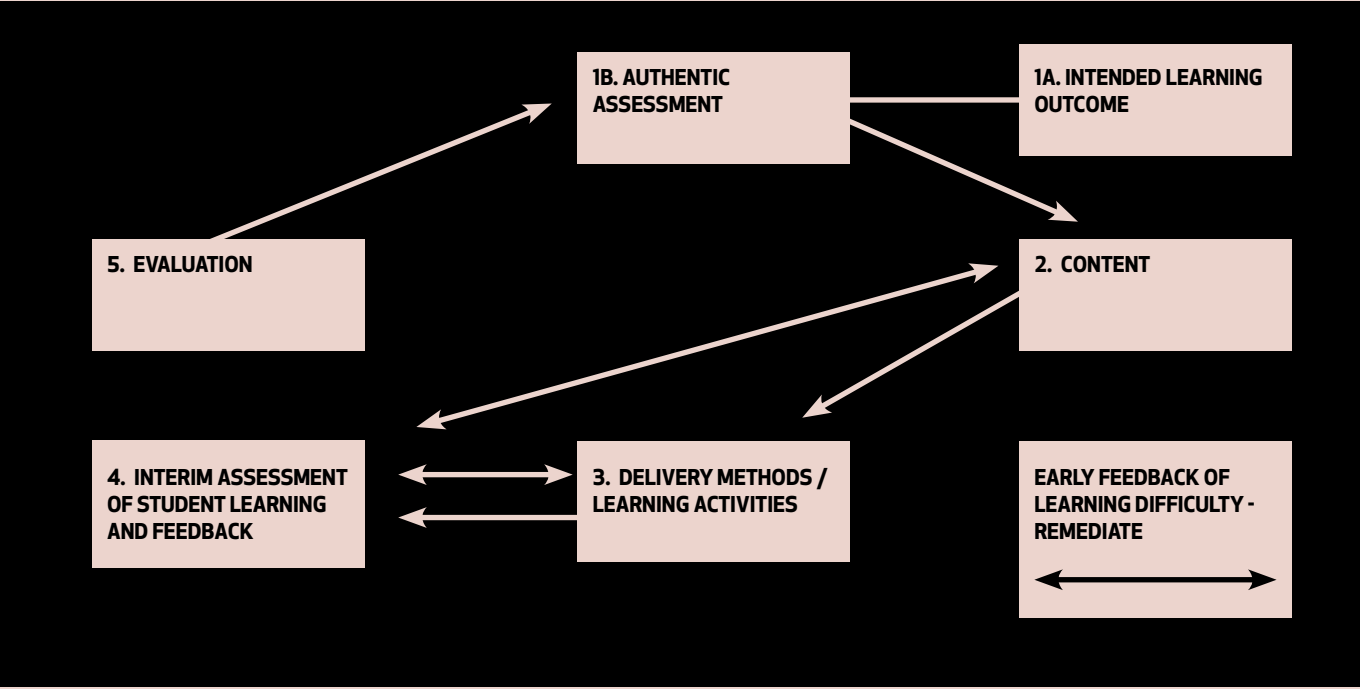 1B. AUTHENTIC
ASSESSMENT
1A. INTENDED LEARNING
OUTCOME
5. EVALUATION
2. CONTENT
4. INTERIM ASSESSMENT
OF STUDENT LEARNING
AND FEEDBACK
3. DELIVERY METHODS /
LEARNING ACTIVITIES
EARLY FEEDBACK OF
LEARNING DIFFICULTY -
REMEDIATE